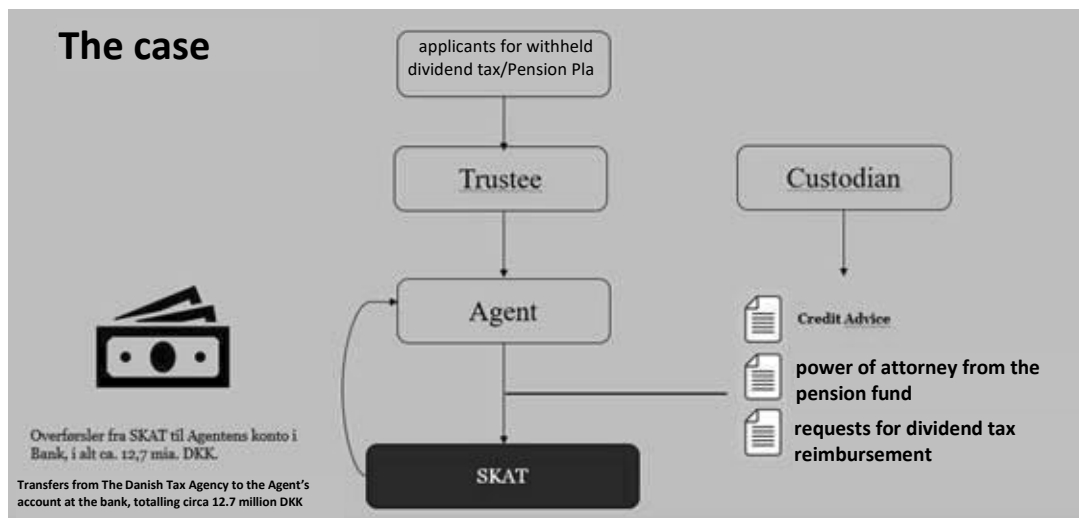 The case
applicants for withheld
dividend tax/Pension Pla
Trustee
Custodian
Agent
Credit Advice
power of attorney from the
pension fund
requests for dividend tax
reimbursement
SKAT
Overførsler fra SKAT til Agentens konto i
Bank, i alt ca. 12,7 mia. DKK.
Transfers from The Danish Tax Agency to the Agent's
account at the bank, totalling circa 12.7 million DKK